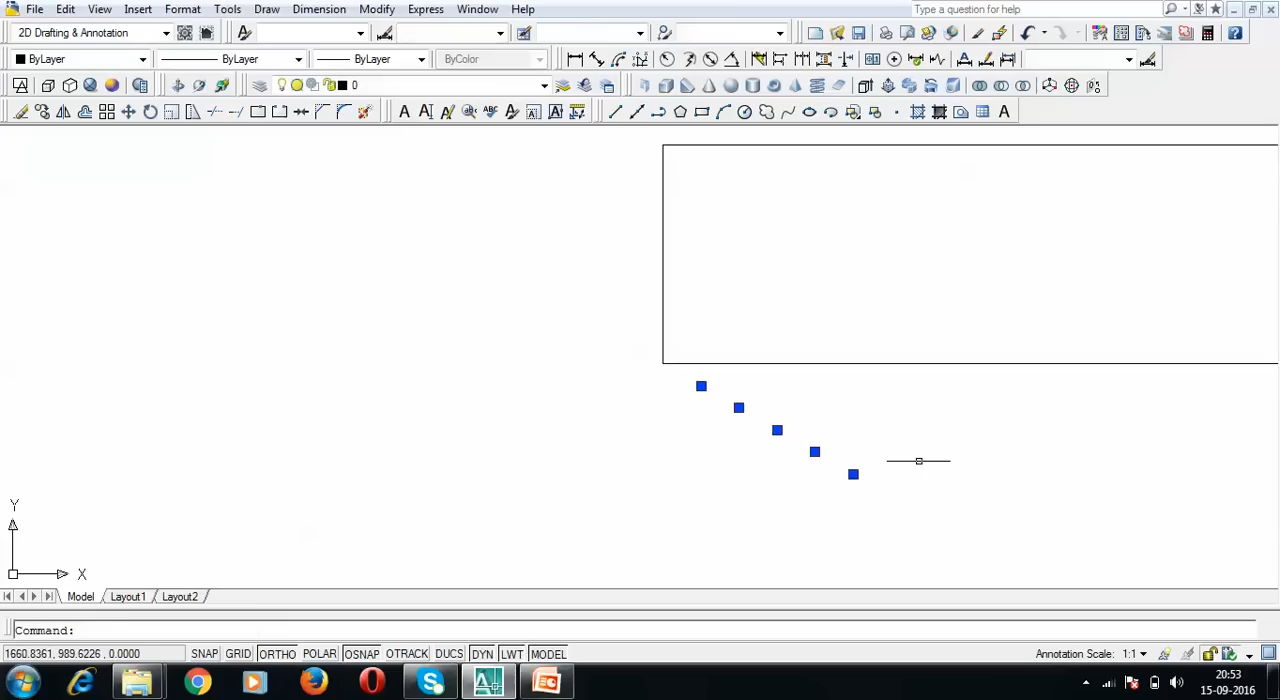 File Edit View Insert Format Tools Draw Dimension Modify Express Window Help Type a question for help
2D Drafting & Annotation
ByLayer ByLayer ByLayer ByColor
0
Y
X
Model Layout1 Layout2
Command:
1660.8361, 989.6226 , 0.0000 SNAP GRID ORTHO POLAR OSNAP OTRACK DUCS DYN LWT MODEL Annotation Scale: 1:1
20:53
15-09-2016